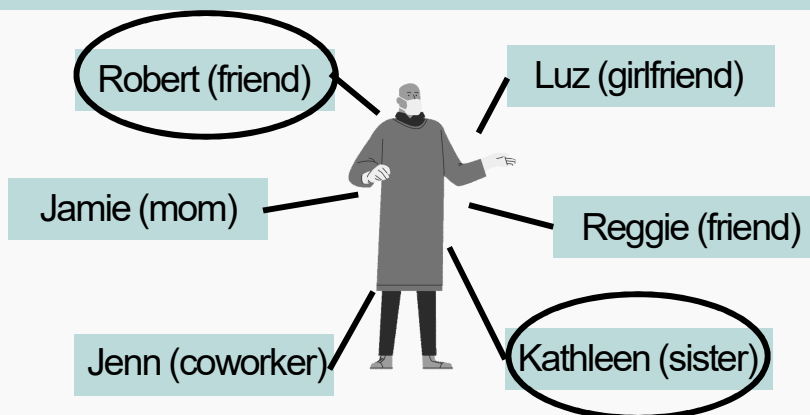 Robert (friend)
Luz (girlfriend)
Jamie (mom)
Reggie (friend)
Jenn (coworker)
Kathleen (sister)